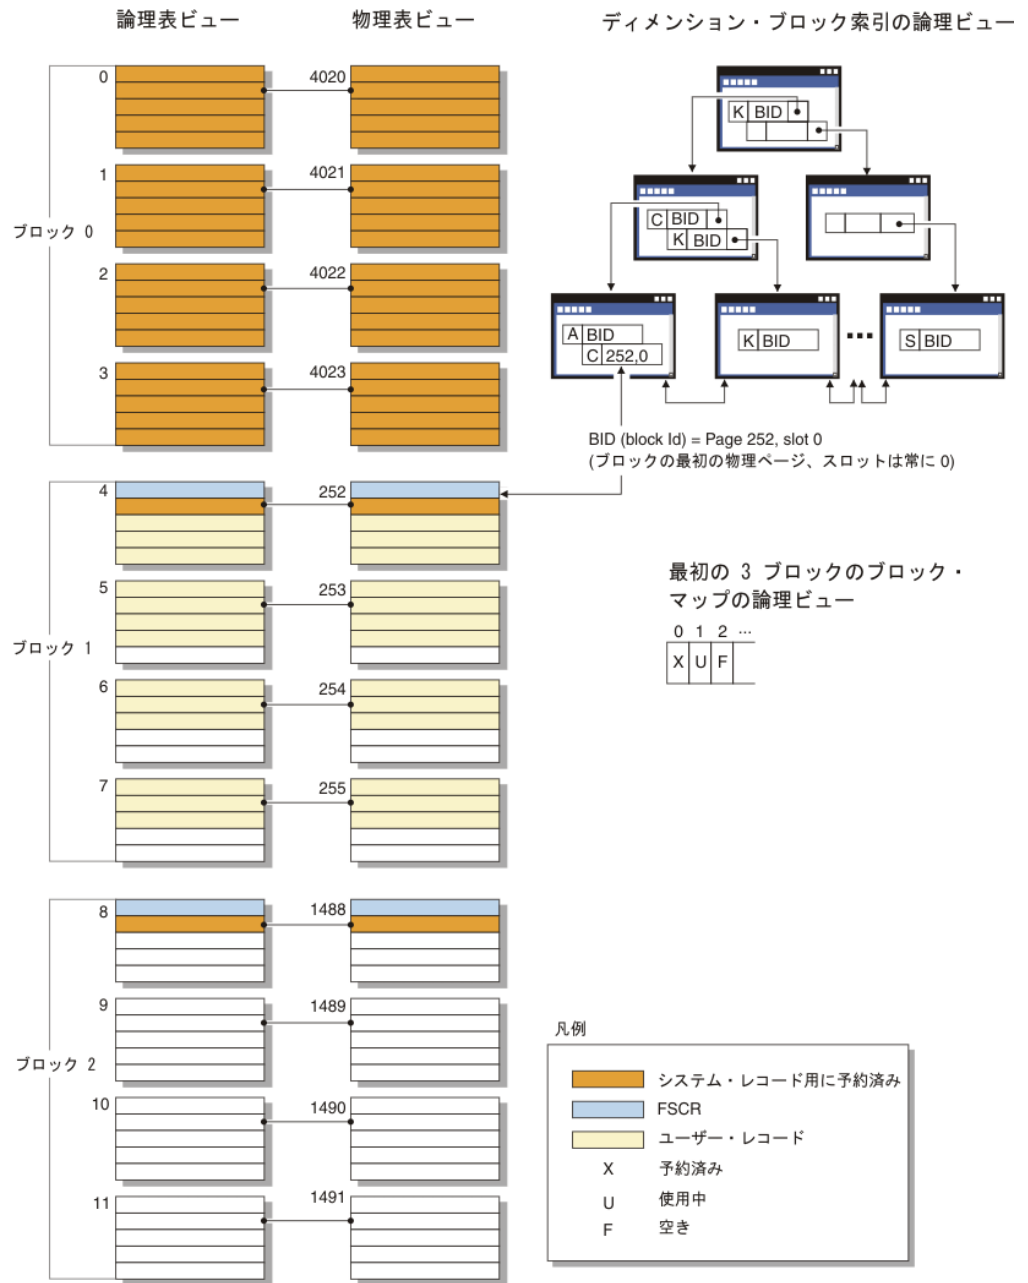 論理表ビュー
物理表ビュー
ディメンション・ブロック索引の論理ビュー
ブロック 0
0
4020
1
4021
2
4022
3
4023
K BID
C BID
K BID
A BID
C 252,0
K BID
...
S BID
BID (block Id) = Page 252, slot 0
(ブロックの最初の物理ページ、スロットは常に 0)
ブロック 1
4
252
5
253
6
254
7
255
最初の 3 ブロックのブロック・
マップの論理ビュー
0 1 2 ...
X U F
ブロック 2
8
1488
9
1489
10
1490
11
1491
凡例
システム・レコード用に予約済み
FSCR
ユーザー・レコード
X 予約済み
U 使用中
F 空き